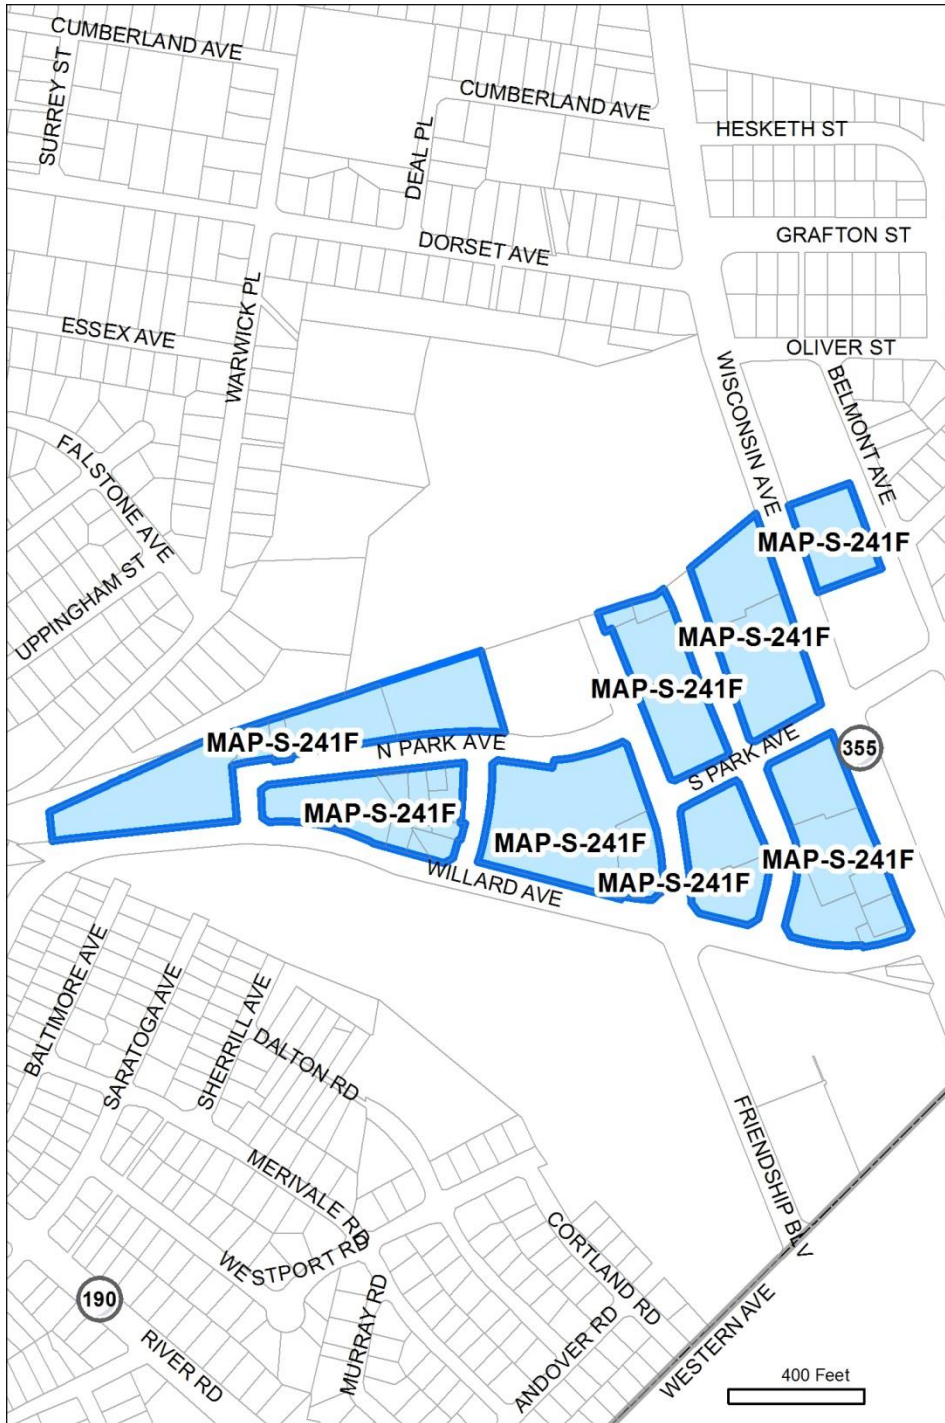 CUMBERLAND AVE
SURREY ST
CUMBERLAND AVE
DEAL PL
HESKETH ST
DORSET AVE
GRAFTON ST
WARWICK PL
ESSEX AVE
OLIVER ST
WISCONSIN AVE
BELMONT AVE
FALSTONE AVE
UPPINGHAM ST
MAP-S-241F
MAP-S-241F
MAP-S-241F
MAP-S-241F
N PARK AVE
S PARK AVE
355
MAP-S-241F
MAP-S-241F
MAP-S-241F
MAP-S-241F
WILLARD AVE
BALTIMORE AVE
SARATOGA AVE
SHERRILL AVE
DALTON RD
FRIENDSHIP BLV
MERIVALE RD
WESTPORT RD
CORTLAND RD
190
MURRAY RD
ANDOVER RD
WESTERN AVE
RIVER RD
400 Feet